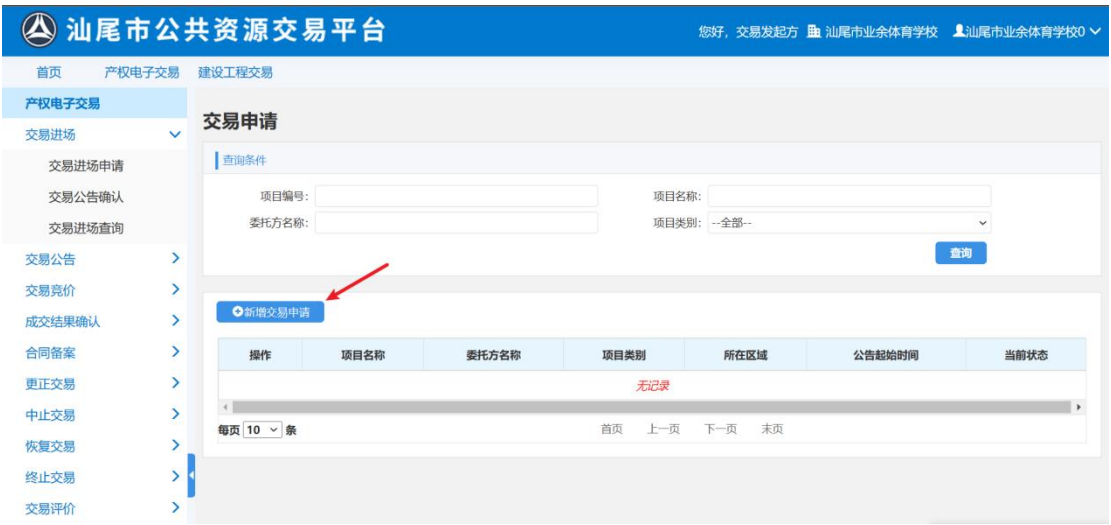 汕尾市公共资源交易平台
您好，交易发起方 汕尾市业余体育学校 汕尾市业余体育学校0
首页 产权电子交易 建设工程交易
产权电子交易
交易进场
交易进场申请
交易公告确认
交易进场查询
交易公告
交易竞价
成交结果确认
合同备案
更正交易
中止交易
恢复交易
终止交易
交易评价
交易申请
查询条件
项目编号：
项目名称：
委托方名称：
项目类别： --全部--
查询
新增交易申请
操作 项目名称 委托方名称 项目类别 所在区域 公告起始时间 当前状态
无记录
每页 10 条 首页 上一页 下一页 末页